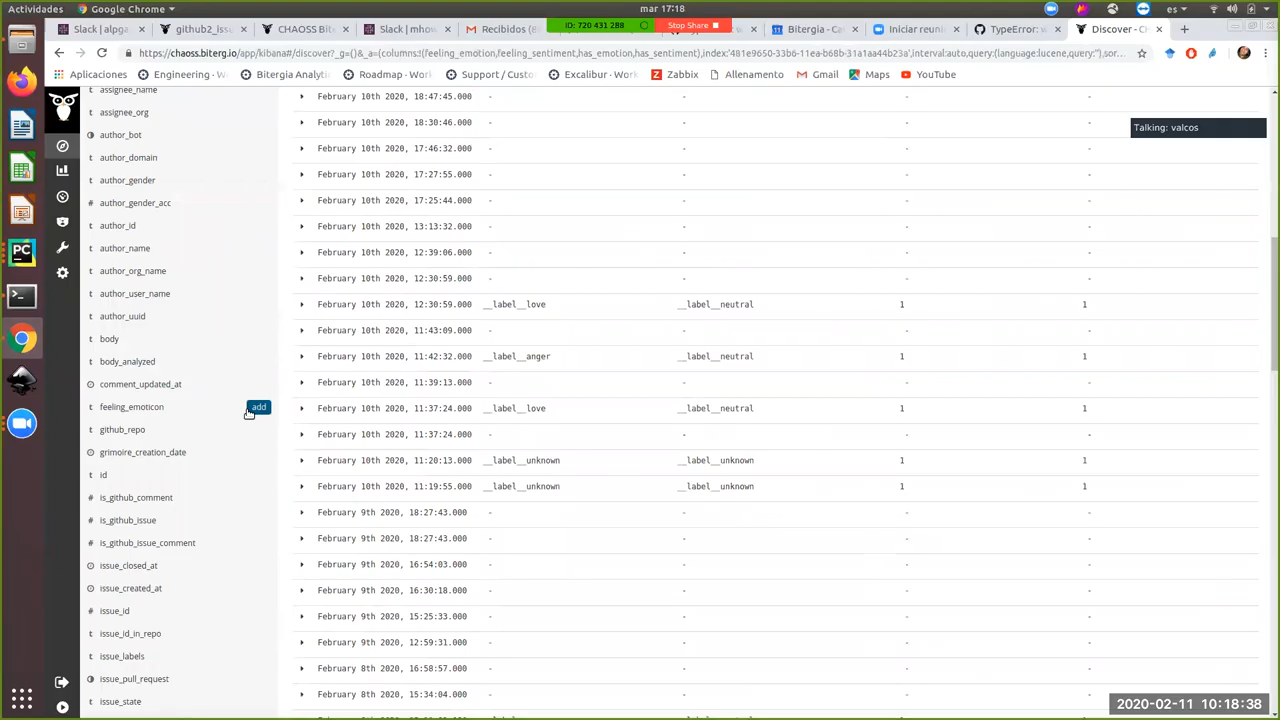 Actividades
Google Chrome
mar 17:18
es
ID: 720 431 288
Stop Share
Slack | alpga
github2_iss
CHAOSS Bi
Slack | mho
Recibidos (
Bitergia - Ca
Iniciar reuni
TypeError: v
Discover - C
https://chaoss.biterg.io/app/kibana#/discover?_g=()&_a=(columns:!(feeling_emotion,feeling_sentiment,has_emotion,has_sentiment),index:'481e9650-33b6-11ea-b68b-31a1aa44b23a',interval:auto,query:(language:lucene,query:''),sor
Aplicaciones
Engineering - W
Bitergia Analyti
Roadmap - Work
Support / Custo
Excalibur - Work
Zabbix
Allenamento
Gmail
Maps
YouTube
Talking: valcos
t assignee_name
t assignee_org
author_bot
t author_domain
t author_gender
# author_gender_acc
t author_id
t author_name
t author_org_name
t author_user_name
t author_uuid
t body
t body_analyzed
comment_updated_at
t feeling_emoticon add
t github_repo
grimoire_creation_date
t id
# is_github_comment
# is_github_issue
# is_github_issue_comment
issue_closed_at
issue_created_at
# issue_id
t issue_id_in_repo
t issue_labels
issue_pull_request
t issue_state
February 10th 2020, 18:47:45.000 - - - -
February 10th 2020, 18:30:46.000 - - - -
February 10th 2020, 17:46:32.000 - - - -
February 10th 2020, 17:27:55.000 - - - -
February 10th 2020, 17:25:44.000 - - - -
February 10th 2020, 13:13:32.000 - - - -
February 10th 2020, 12:39:06.000 - - - -
February 10th 2020, 12:30:59.000 - - - -
February 10th 2020, 12:30:59.000 __label__love __label__neutral 1 1
February 10th 2020, 11:43:09.000 - - - -
February 10th 2020, 11:42:32.000 __label__anger __label__neutral 1 1
February 10th 2020, 11:39:13.000 - - - -
February 10th 2020, 11:37:24.000 __label__love __label__neutral 1 1
February 10th 2020, 11:37:24.000 - - - -
February 10th 2020, 11:20:13.000 __label__unknown __label__unknown 1 1
February 10th 2020, 11:19:55.000 __label__unknown __label__unknown 1 1
February 9th 2020, 18:27:43.000 - - - -
February 9th 2020, 18:27:43.000 - - - -
February 9th 2020, 16:54:03.000 - - - -
February 9th 2020, 16:30:18.000 - - - -
February 9th 2020, 15:25:33.000 - - - -
February 9th 2020, 12:59:31.000 - - - -
February 8th 2020, 16:58:57.000 - - - -
February 8th 2020, 15:34:04.000 - - - -
PC
2020-02-11 10:18:38